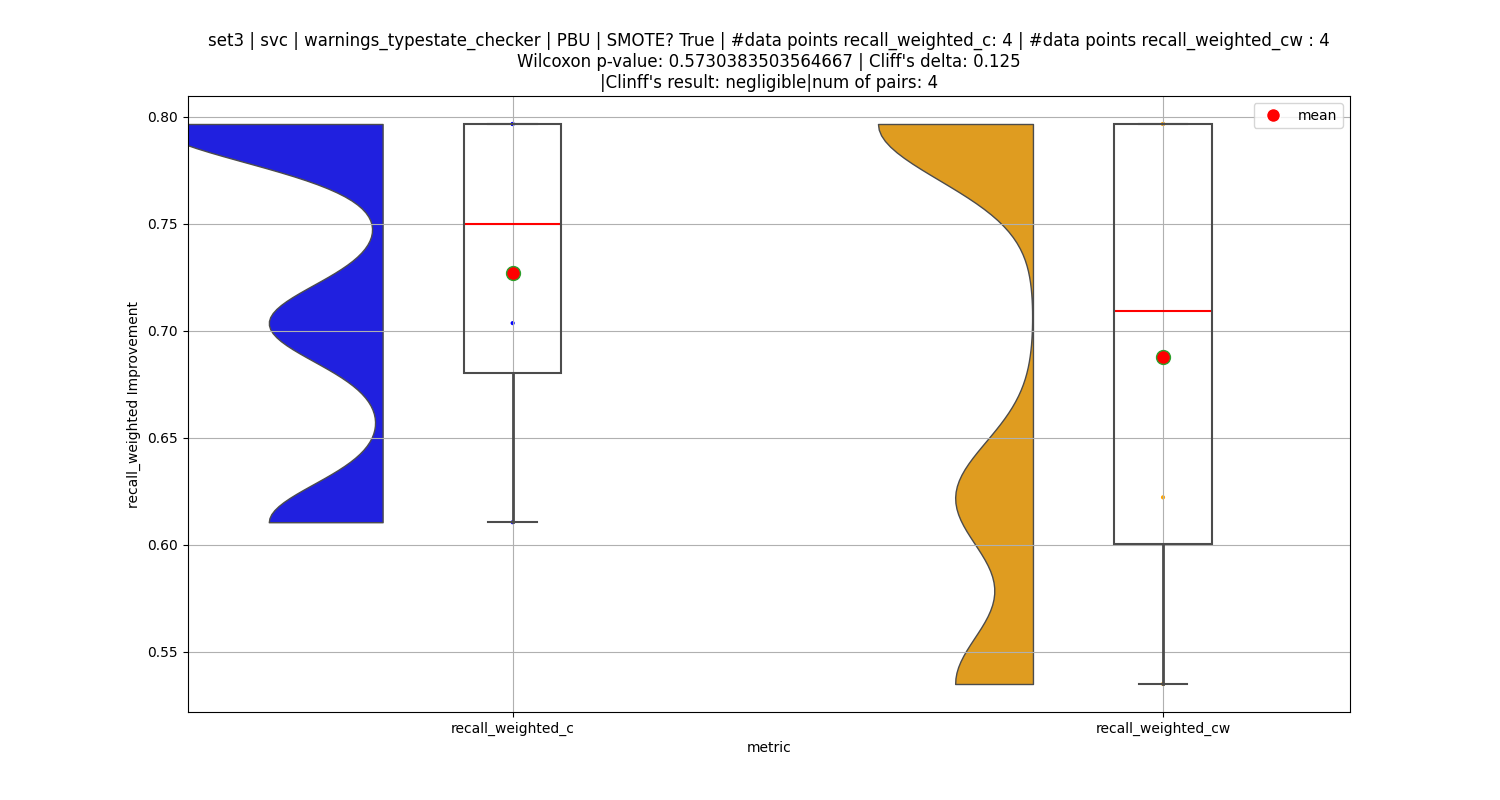 set3 | svc | warnings_typestate_checker | PBU | SMOTE? True | #data points recall_weighted_c: 4 | #data points recall_weighted_cw : 4
Wilcoxon p-value: 0.5730383503564667 | Cliff's delta: 0.125
|Clinff's result: negligible|num of pairs: 4
mean
0.80
0.75
0.70
0.65
0.60
0.55
recall_weighted Improvement
recall_weighted_c
recall_weighted_cw
metric